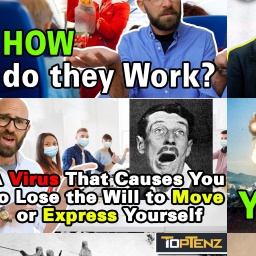 HOW
do they Work?
A Virus That Causes You
to Lose the Will to Move
or Express Yourself
TOPTENZ
Y